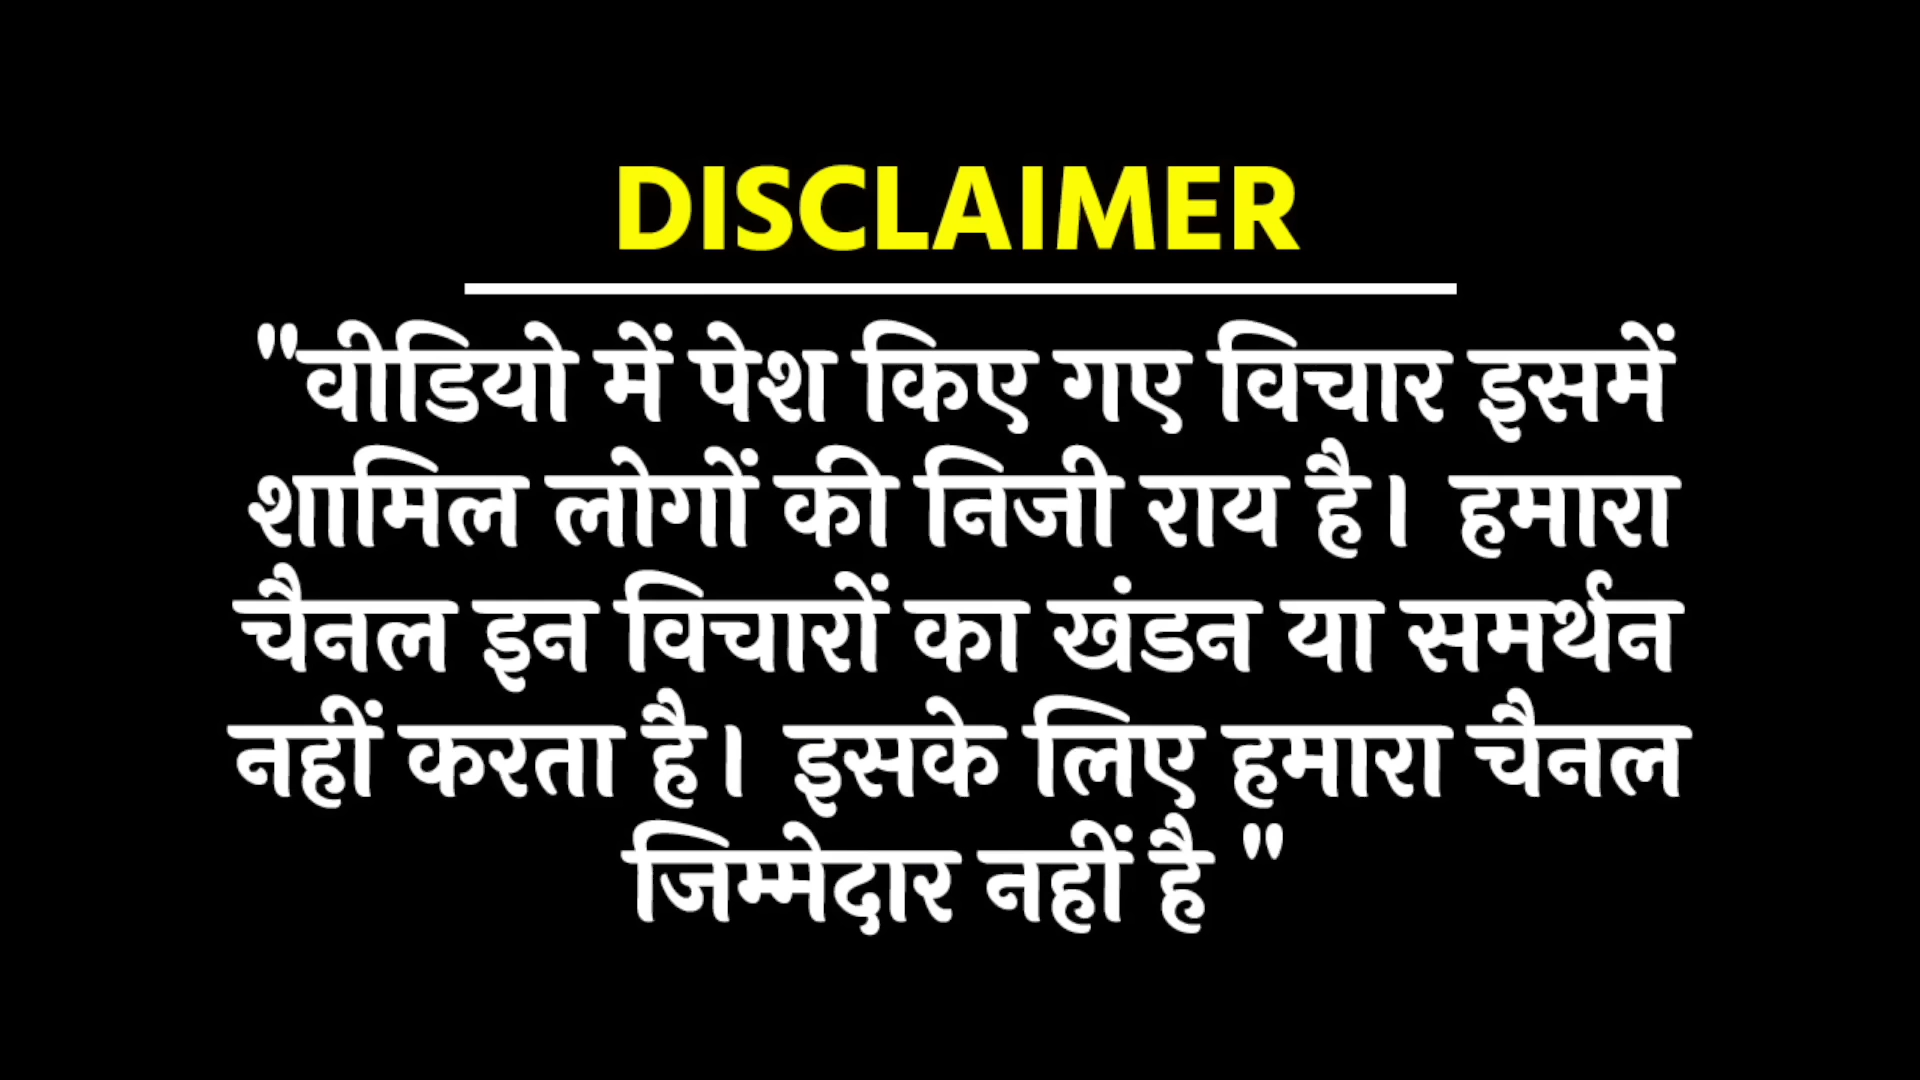 DISCLAIMER
"वीडियो में पेश किए गए विचार इसमें
शामिल लोगों की निजी राय है। हमारा
चैनल इन विचारों का खंडन या समर्थन
नहीं करता है। इसके लिए हमारा चैनल
जिम्मेदार नहीं है "